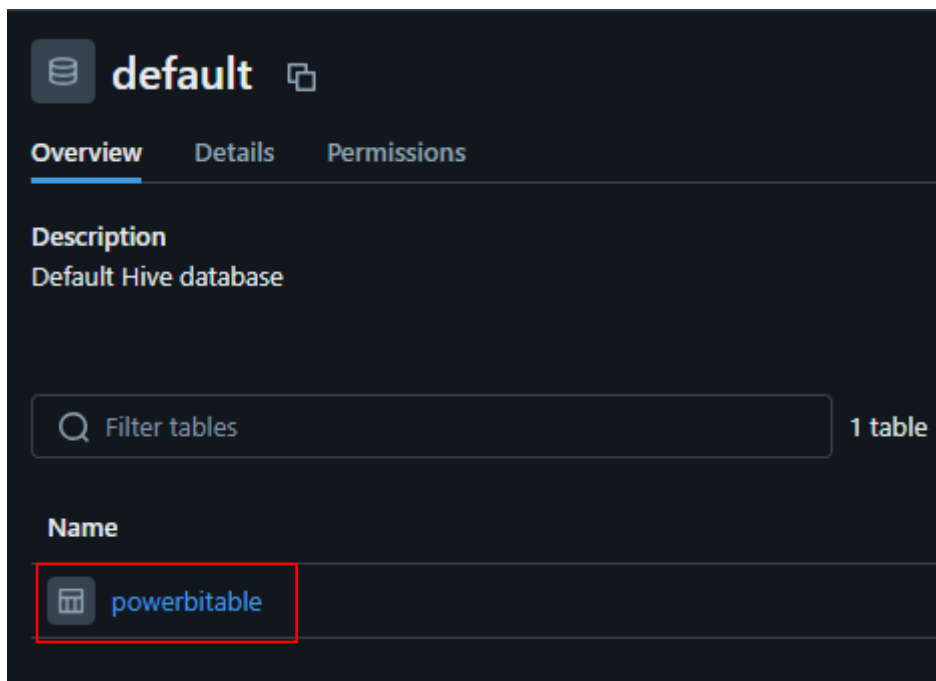 default
Overview Details Permissions
Description
Default Hive database
Filter tables 1 table
Name
powerbitable